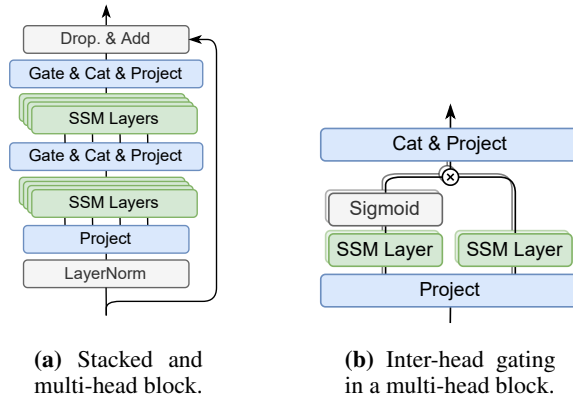 Drop. & Add
Gate & Cat & Project
SSM Layers
Gate & Cat & Project
SSM Layers
Project
LayerNorm
(a) Stacked and
multi-head block.
Cat & Project
Sigmoid
SSM Layer SSM Layer
Project
(b) Inter-head gating
in a multi-head block.